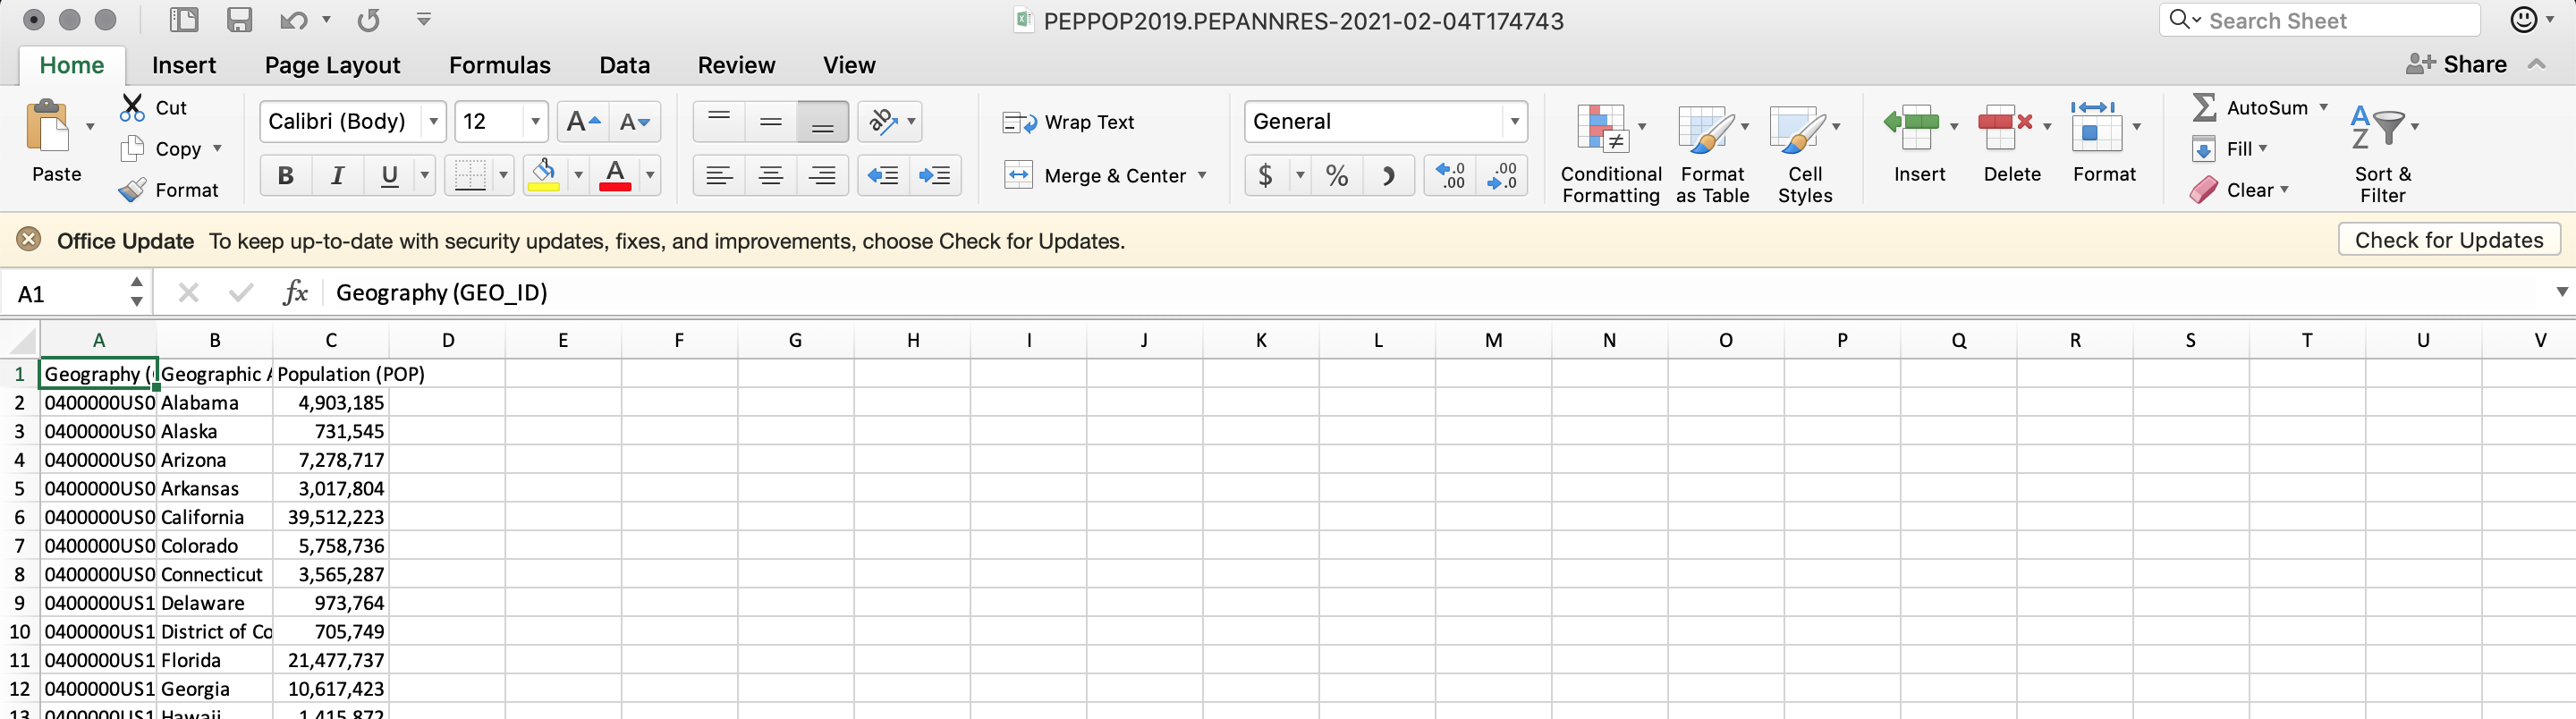 PEPPOP2019.PEPANNRES-2021-02-04T174743
Search Sheet
Home Insert Page Layout Formulas Data Review View
Share
Paste
Cut
Copy
Format
Calibri (Body) 12 A A
B I U A
ab
Wrap Text
Merge & Center
General
$ % ) .0 .00 .00 .0
Conditional Formatting
Format as Table
Cell Styles
Insert
Delete
Format
AutoSum
Fill
Clear
A Z
Sort & Filter
Office Update To keep up-to-date with security updates, fixes, and improvements, choose Check for Updates.
Check for Updates
A1 fx Geography (GEO_ID)
A B C D E F G H I J K L M N O P Q R S T U V
1 Geography ( Geographic A Population (POP)
2 0400000US0 Alabama 4,903,185
3 0400000US0 Alaska 731,545
4 0400000US0 Arizona 7,278,717
5 0400000US0 Arkansas 3,017,804
6 0400000US0 California 39,512,223
7 0400000US0 Colorado 5,758,736
8 0400000US0 Connecticut 3,565,287
9 0400000US1 Delaware 973,764
10 0400000US1 District of Co 705,749
11 0400000US1 Florida 21,477,737
12 0400000US1 Georgia 10,617,423
13 0400000US1 Hawaii 1,415,872